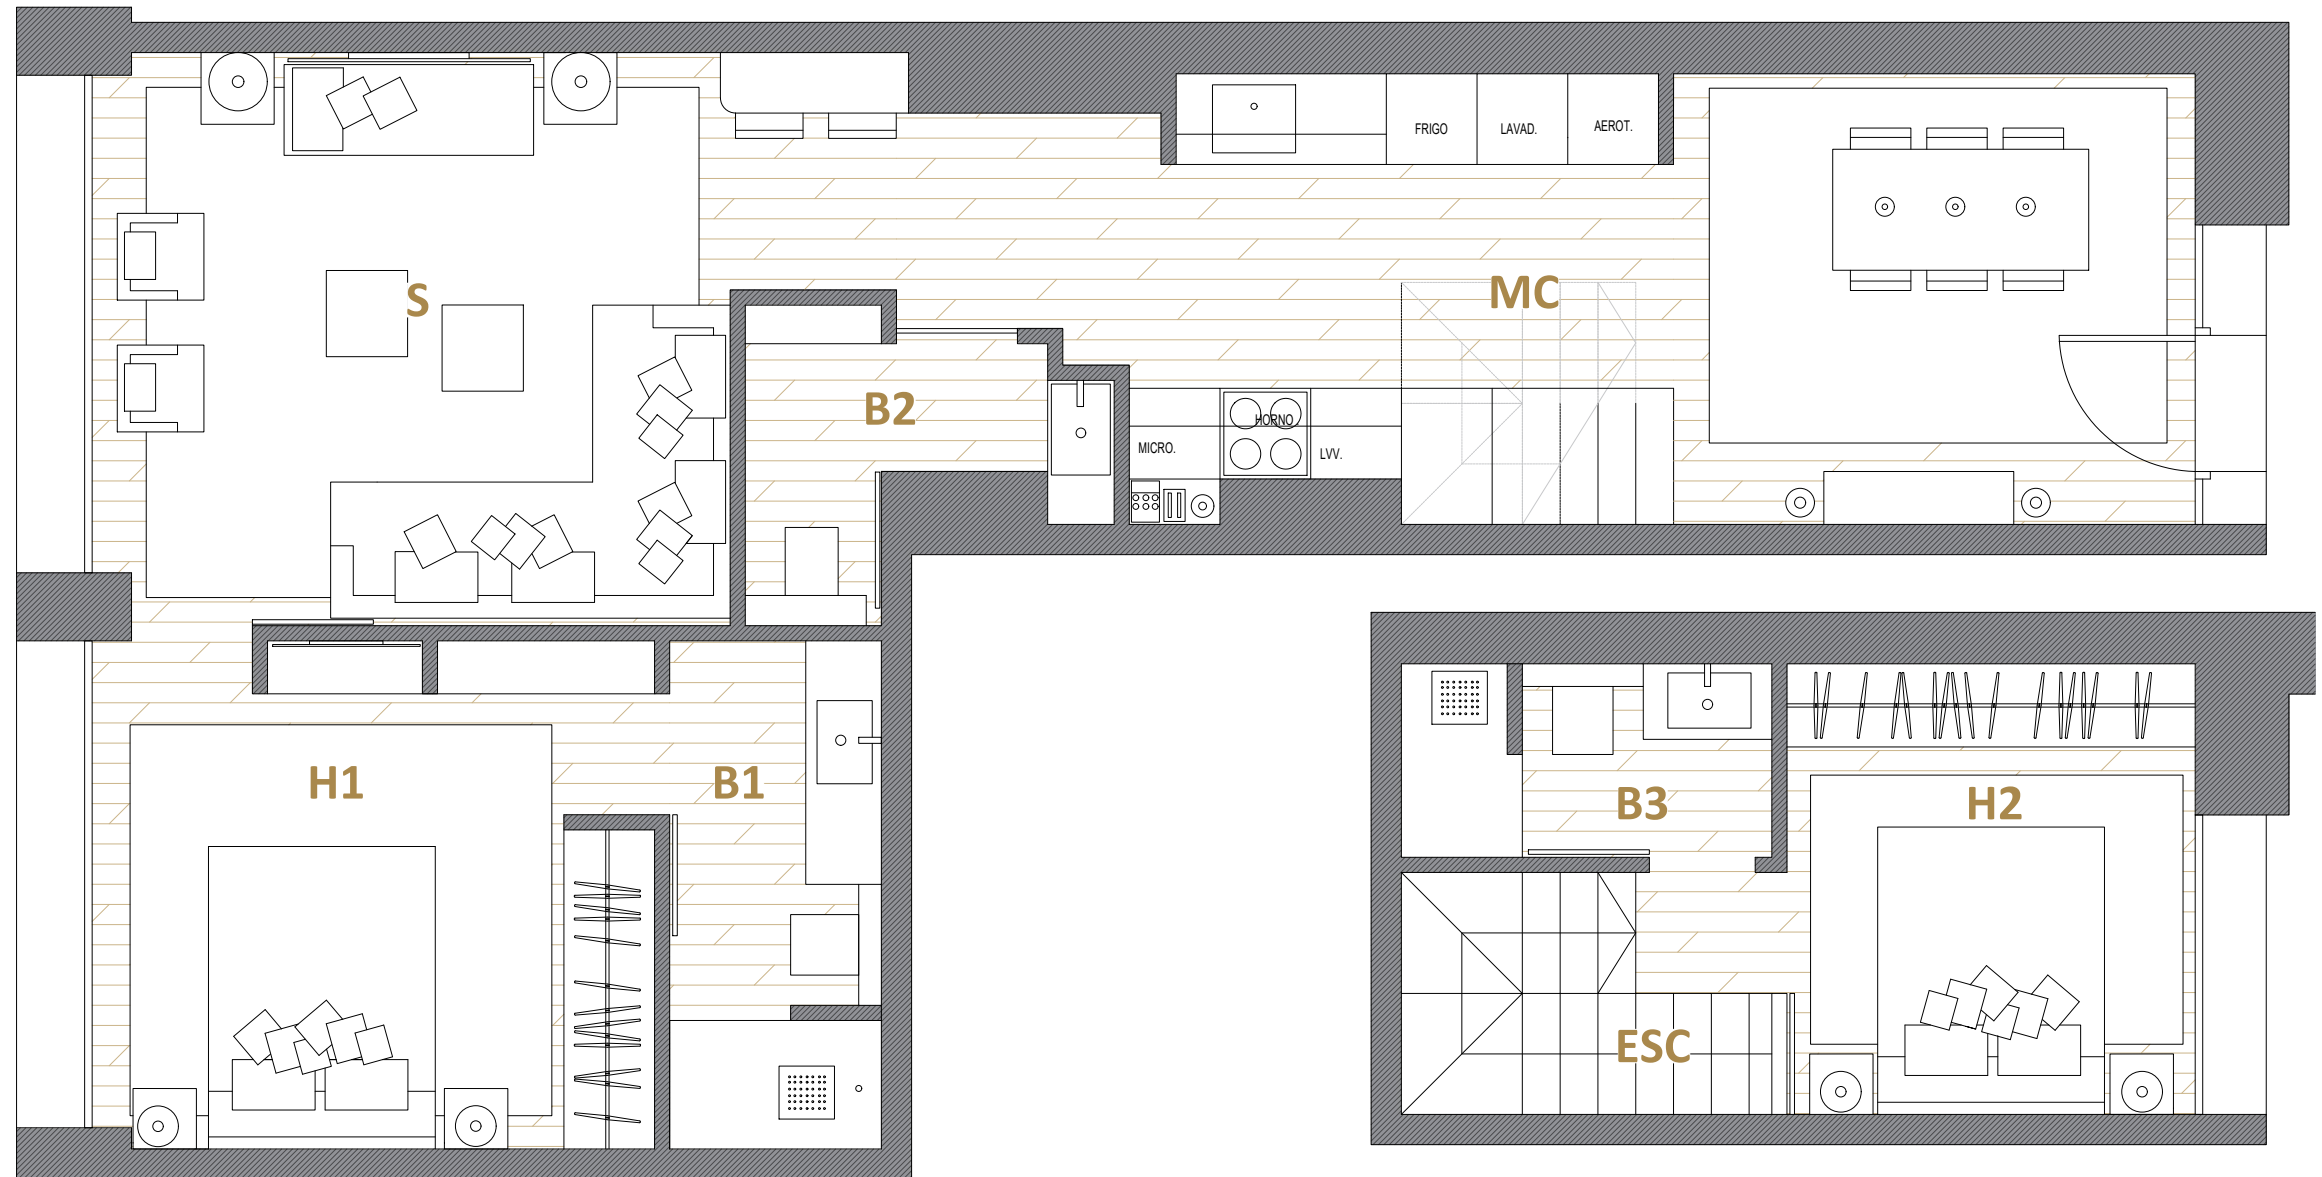 FRIGO
LAVAD.
AEROT.
S
MC
B2
HORNO
MICRO.
LVV.
H1
B1
B3
H2
ESC